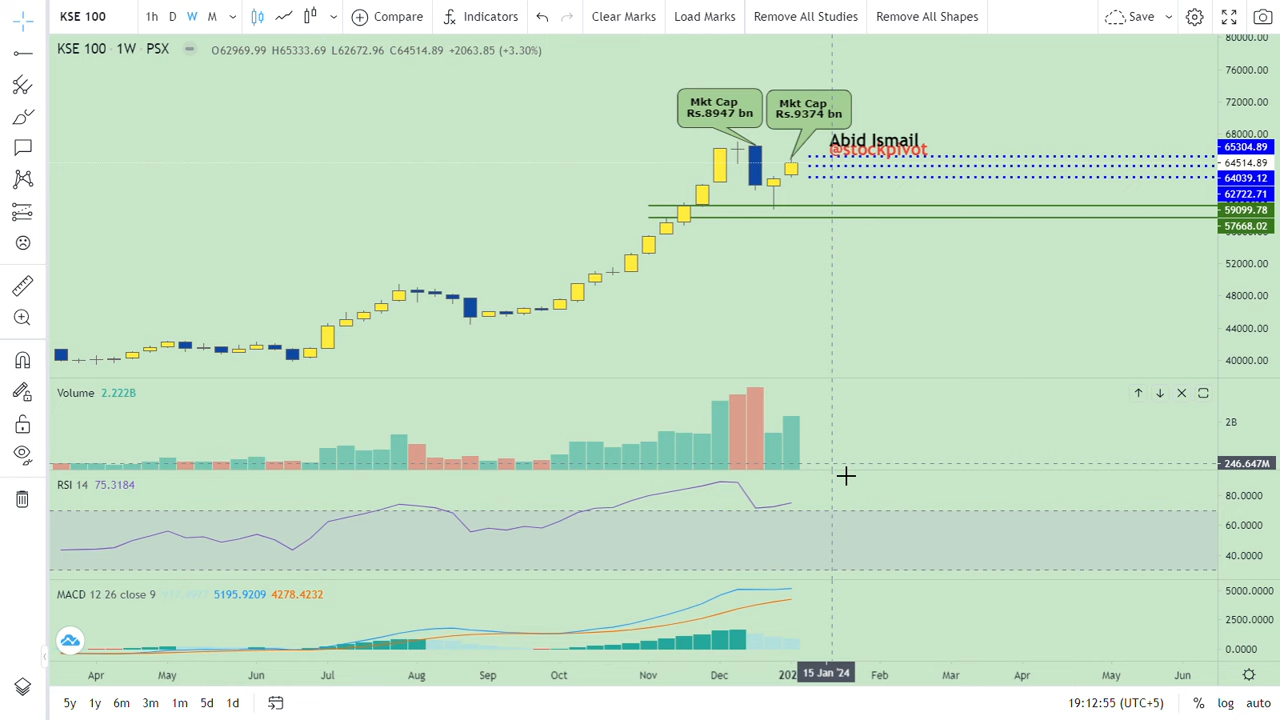 KSE 100 1h D W M Compare Indicators Clear Marks Load Marks Remove All Studies Remove All Shapes Save
KSE 100 · 1W · PSX O62969.99 H65333.69 L62672.96 C64514.89 +2063.85 (+3.30%)
80000.00
76000.00
72000.00
68000.00
Mkt Cap
Rs.8947 bn
Mkt Cap
Rs.9374 bn
Abid Ismail
@stockpivot
65304.89
64514.89
64039.12
62722.71
59099.78
57668.02
52000.00
48000.00
44000.00
40000.00
Volume 2.222B
2B
246.647M
RSI 14 75.3184
80.0000
60.0000
40.0000
MACD 12 26 close 9 5195.9209 4278.4232
5000.0000
2500.0000
0.0000
Apr May Jun Jul Aug Sep Oct Nov Dec 202 15 Jan '24 Feb Mar Apr May Jun
5y 1y 6m 3m 1m 5d 1d 19:12:55 (UTC+5) % log auto